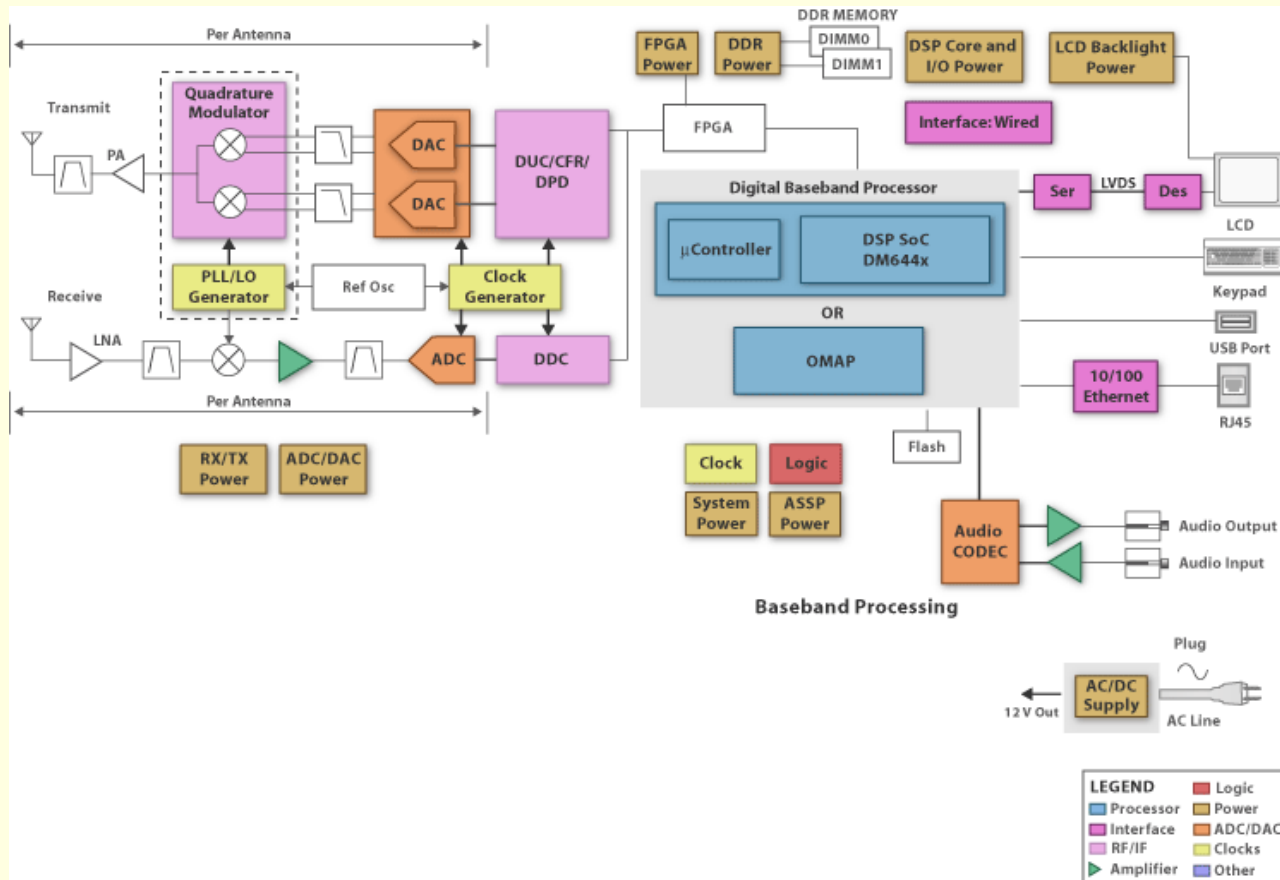 Per Antenna
DDR MEMORY
FPGA
Power
DDR
Power
DIMM0
DIMM1
DSP Core and
I/O Power
LCD Backlight
Power
Transmit
Quadrature
Modulator
PA
DAC
DAC
DUC/CFR/
DPD
FPGA
Interface: Wired
Digital Baseband Processor
Ser
LVDS
Des
LCD
µController
DSP SoC
DM644x
Keypad
PLL/LO
Generator
Ref Osc
Clock
Generator
Receive
LNA
ADC
DDC
OR
OMAP
USB Port
10/100
Ethernet
RJ45
Per Antenna
RX/TX
Power
ADC/DAC
Power
Flash
Clock
Logic
System
Power
ASSP
Power
Audio
CODEC
Audio Output
Audio Input
Baseband Processing
Plug
AC/DC
Supply
12 V Out
AC Line
LEGEND
Logic
Processor
Power
Interface
ADC/DAC
RF/IF
Clocks
Amplifier
Other